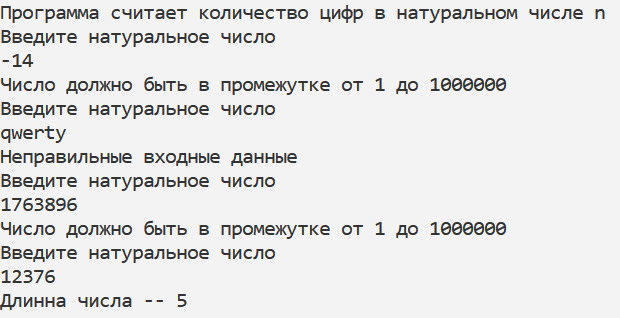 Программа считает количество цифр в натуральном числе n
Введите натуральное число
-14
Число должно быть в промежутке от 1 до 1000000
Введите натуральное число
qwerty
Неправильные входные данные
Введите натуральное число
1763896
Число должно быть в промежутке от 1 до 1000000
Введите натуральное число
12376
Длинна числа -- 5